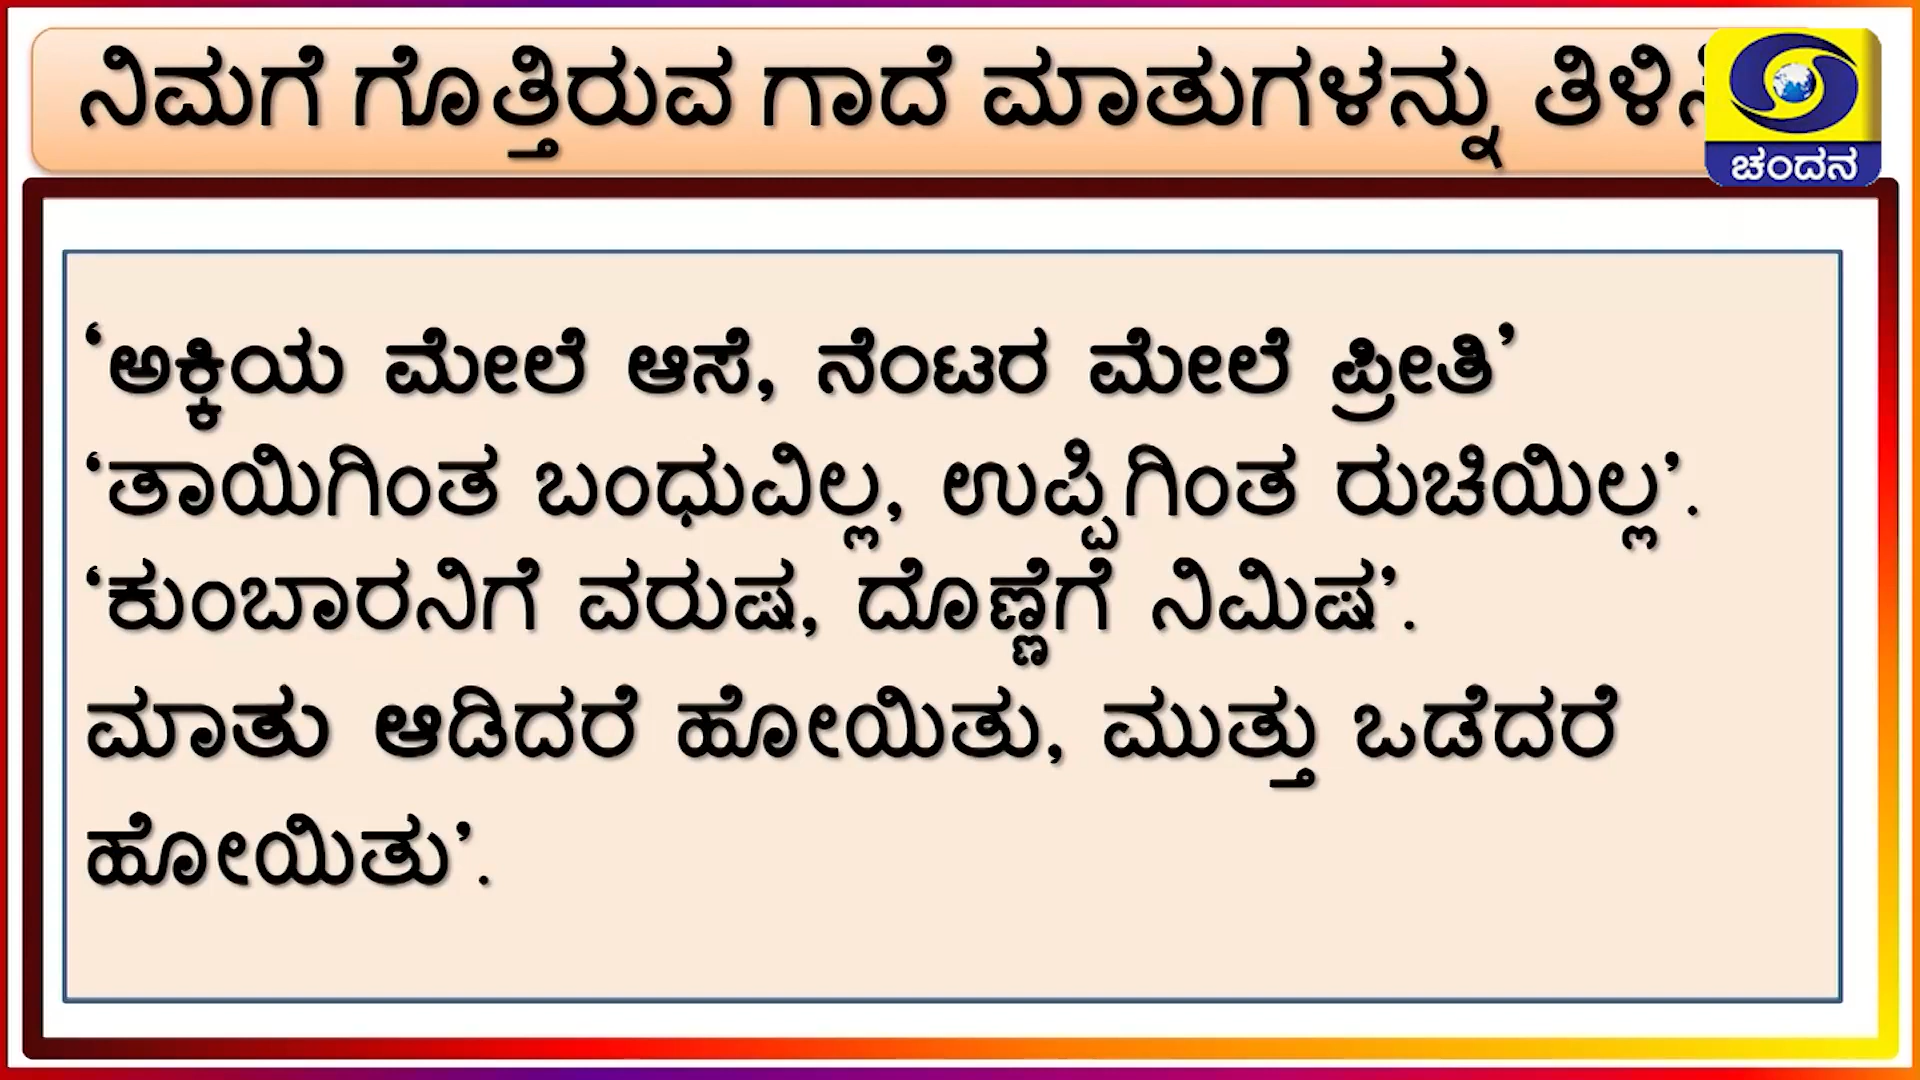 ನಿಮಗೆ ಗೊತ್ತಿರುವ ಗಾದೆ ಮಾತುಗಳನ್ನು
ಚಂದನ
‘ಅಕ್ಕಿಯ ಮೇಲೆ ಆಸೆ, ನೆಂಟರ ಮೇಲೆ ಪ್ರೀತಿ’
‘ತಾಯಿಗಿಂತ ಬಂಧುವಿಲ್ಲ, ಉಪ್ಪಿಗಿಂತ ರುಚಿಯಿಲ್ಲ’.
‘ಕುಂಬಾರನಿಗೆ ವರುಷ, ದೊಣ್ಣೆಗೆ ನಿಮಿಷ’.
ಮಾತು ಆಡಿದರೆ ಹೋಯಿತು, ಮುತ್ತು ಒಡೆದರೆ
ಹೋಯಿತು’.